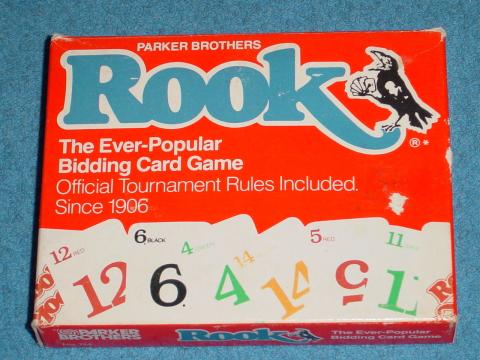 PARKER BROTHERS
Rook
®*
The Ever-Popular
Bidding Card Game
Official Tournament Rules Included.
Since 1906
12 RED
12
6 BLACK
6.
4 GREEN
4
14
14
5 RED
5
11
11
PARKER
BROTHERS
Rook
The Ever-Popular
Bidding Card Game